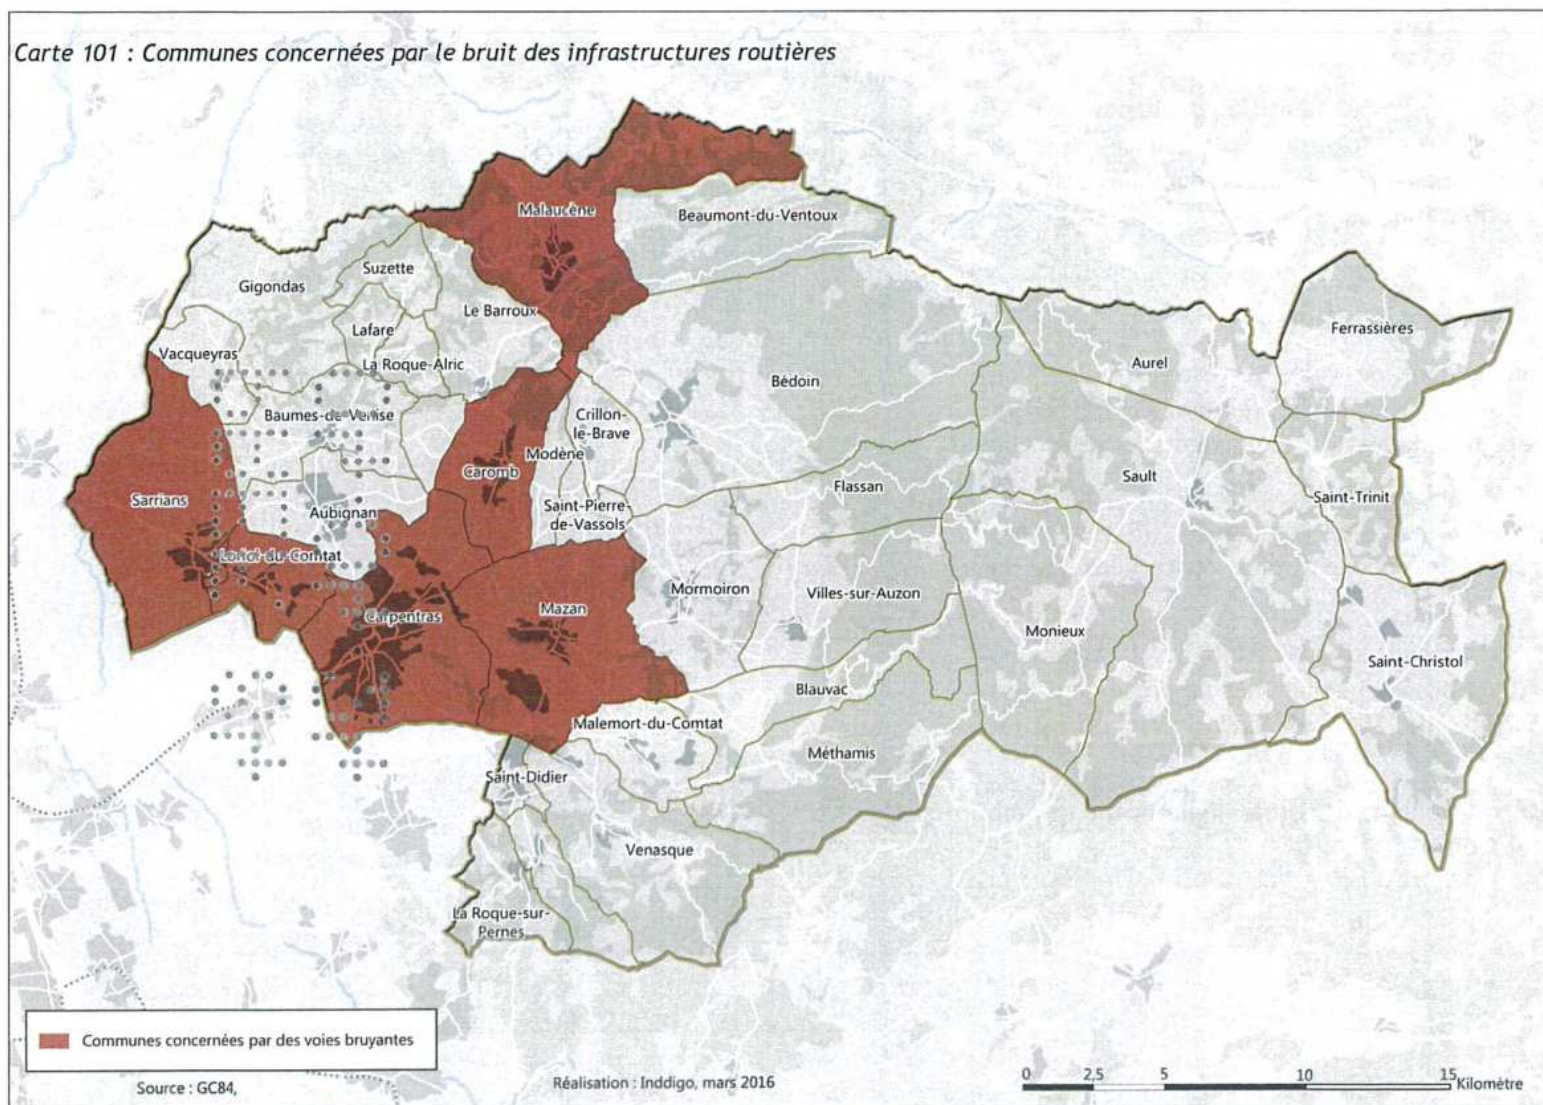 Carte 101 : Communes concernées par le bruit des infrastructures routières
Malaucène
Beaumont-du-Ventoux
Suzette
Gigondas
Le Barroux
Ferrassières
Lafare
Vacqueyras
La Roque-Alric
Aurel
Bédoin
Baumes-de-Venise
Crillon-
le-Brave
Modène
Caromb
Sarrians
Flassan
Sault
Saint-Trinit
Saint-Pierre-
de-Vassols
Aubignan
Loriol-du-Comtat
Mormoiron
Villes-sur-Auzon
Mazan
Carpentras
Monieux
Saint-Christol
Blauvac
Malemort-du-Comtat
Méthamis
Saint-Didier
Venasque
La Roque-sur-
Pernes
Communes concernées par des voies bruyantes
Source : GC84,
Réalisation : Inddigo, mars 2016
0 2,5 5 10 15 Kilomètre